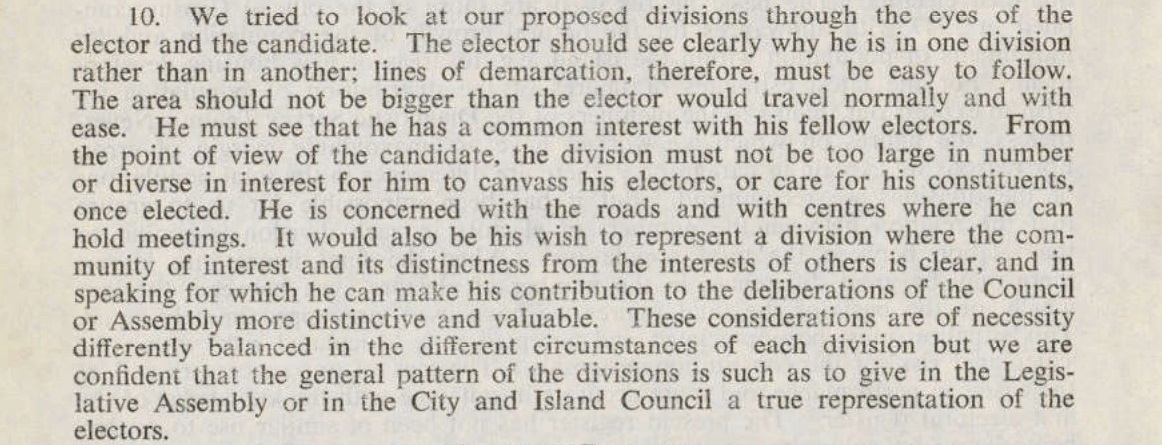 10. We tried to look at our proposed divisions through the eyes of the
elector and the candidate. The elector should see clearly why he is in one division
rather than in another; lines of demarcation, therefore, must be easy to follow.
The area should not be bigger than the elector would travel normally and with
ease. He must see that he has a common interest with his fellow electors. From
the point of view of the candidate, the division must not be too large in number
or diverse in interest for him to canvass his electors, or care for his constituents,
once elected. He is concerned with the roads and with centres where he can
hold meetings. It would also be his wish to represent a division where the com-
munity of interest and its distinctness from the interests of others is clear, and in
speaking for which he can make his contribution to the deliberations of the Council
or Assembly more distinctive and valuable. These considerations are of necessity
differently balanced in the different circumstances of each division but we are
confident that the general pattern of the divisions is such as to give in the Legis-
lative Assembly or in the City and Island Council a true representation of the
electors.